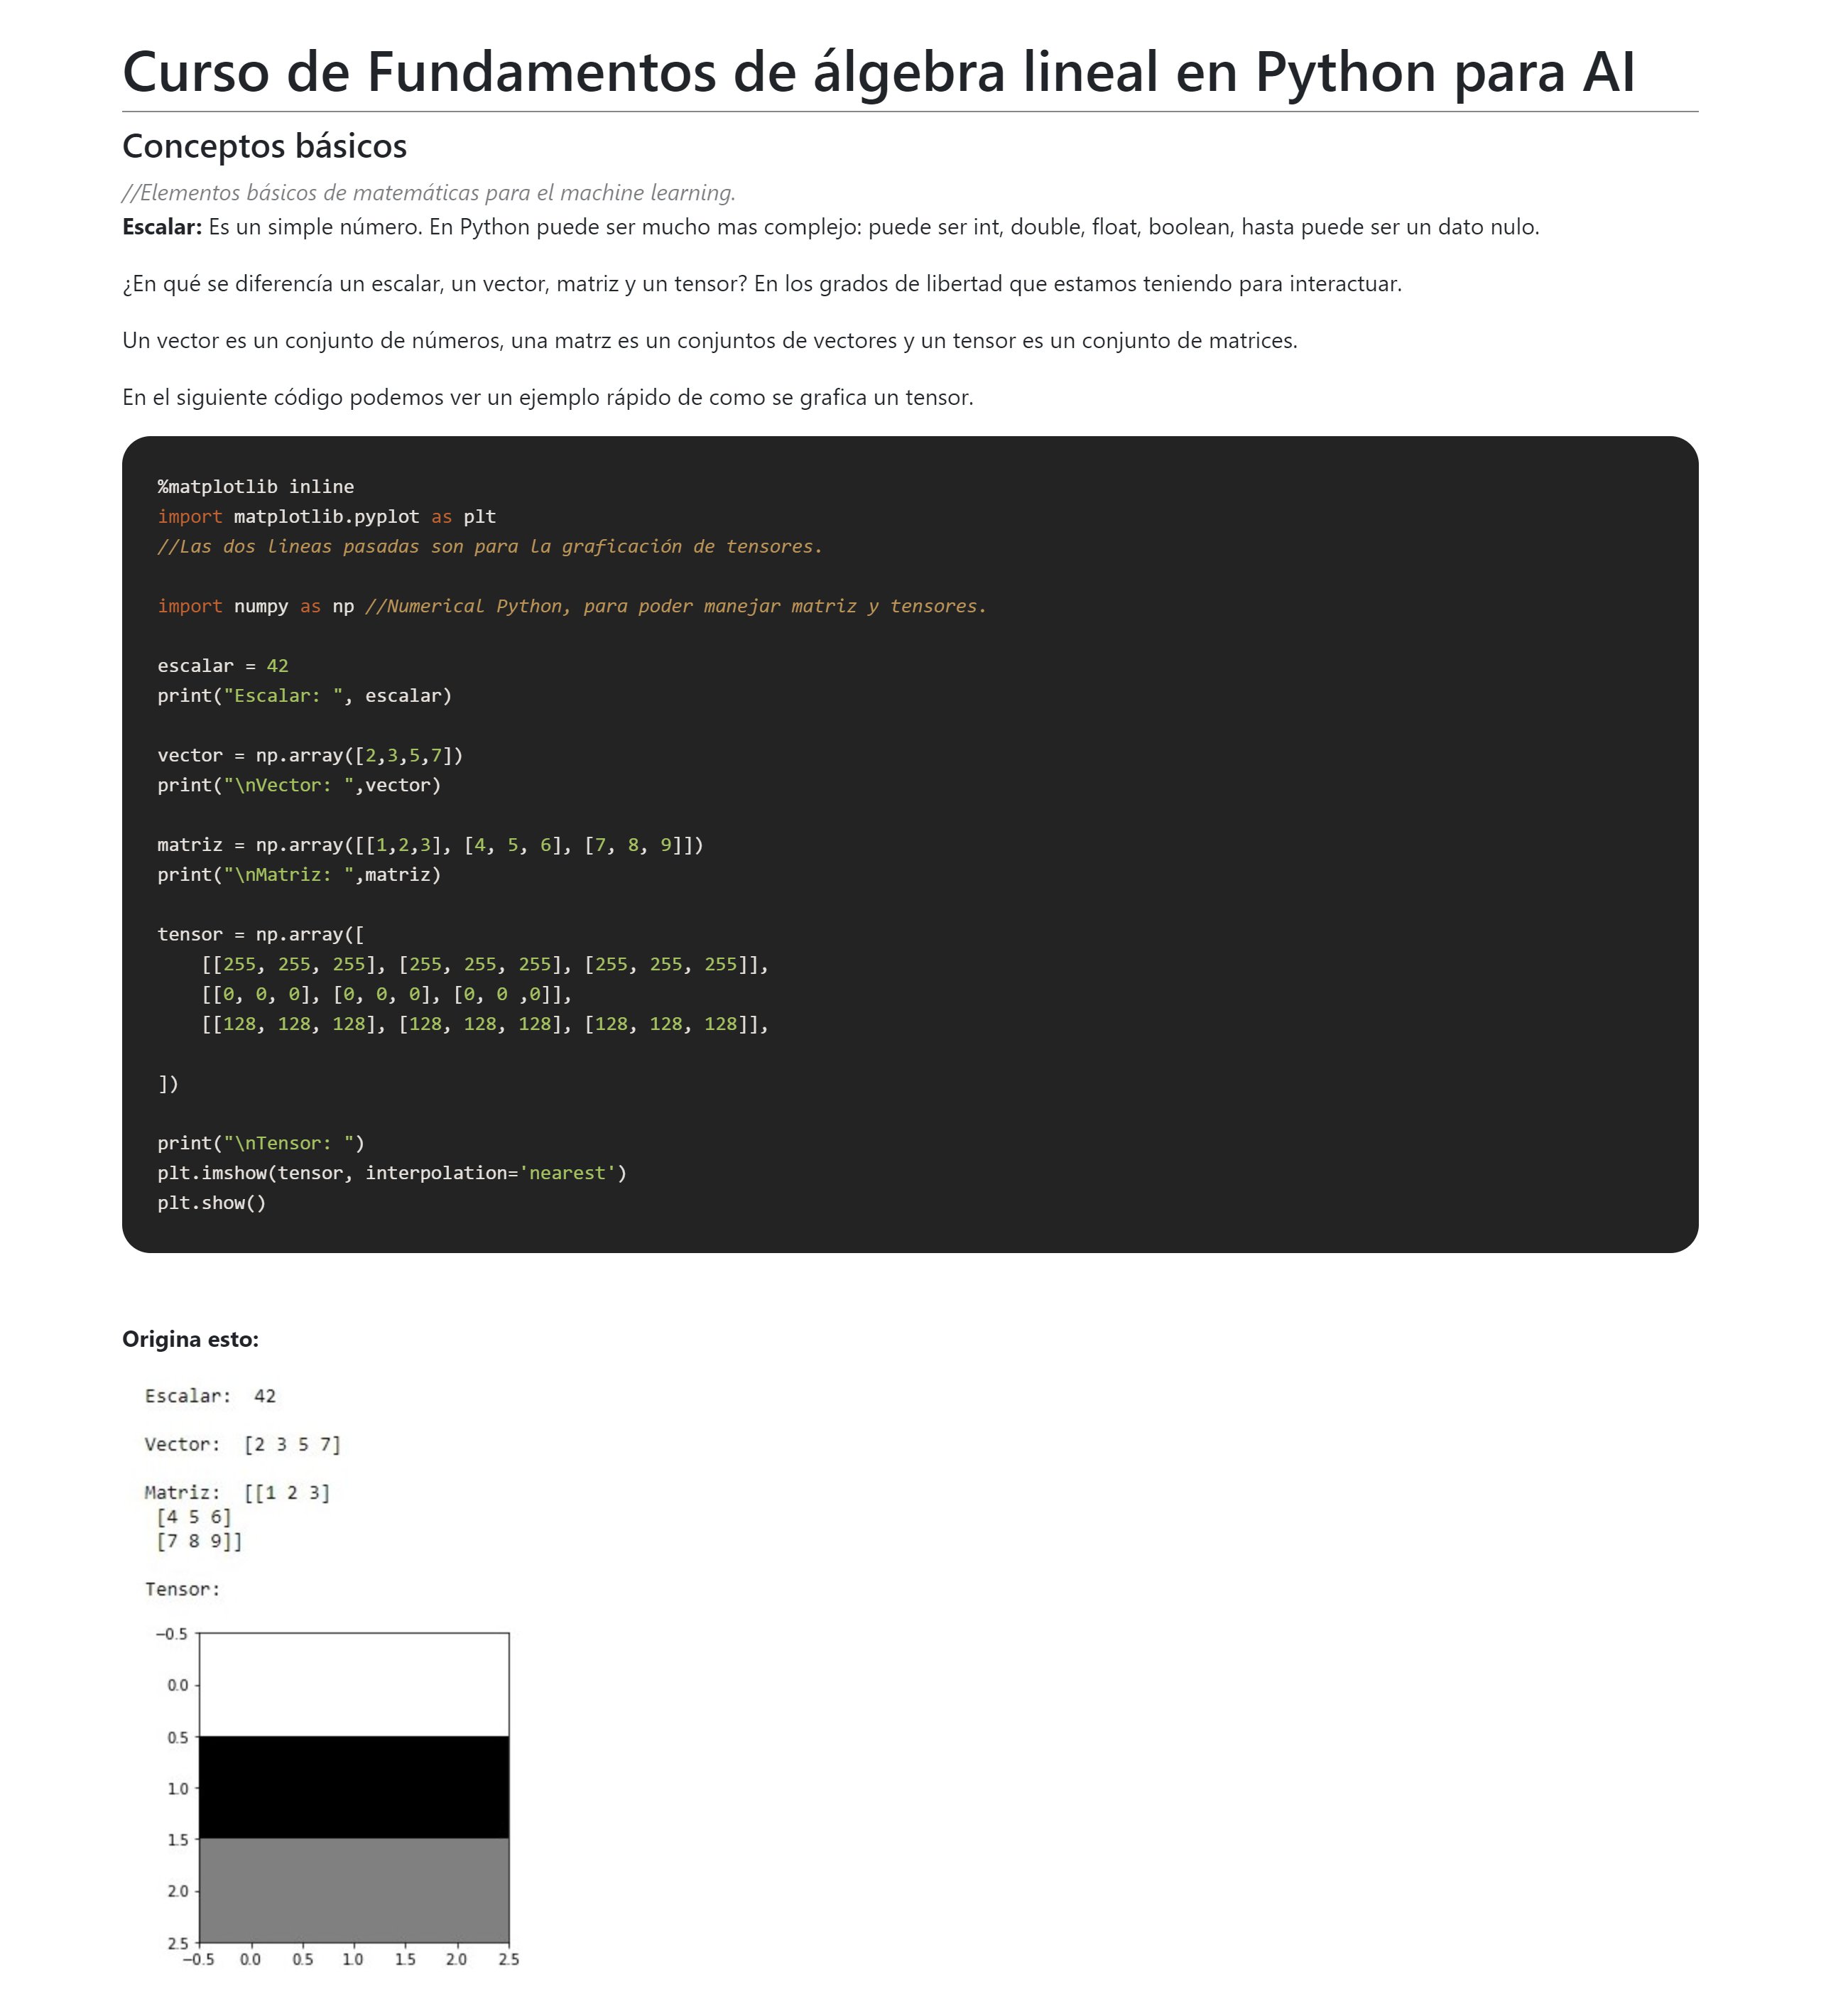 Curso de Fundamentos de álgebra lineal en Python para AI
Conceptos básicos
//Elementos básicos de matemáticas para el machine learning.
Escalar: Es un simple número. En Python puede ser mucho mas complejo: puede ser int, double, float, boolean, hasta puede ser un dato nulo.
¿En qué se diferencía un escalar, un vector, matriz y un tensor? En los grados de libertad que estamos teniendo para interactuar.
Un vector es un conjunto de números, una matrz es un conjuntos de vectores y un tensor es un conjunto de matrices.
En el siguiente código podemos ver un ejemplo rápido de como se grafica un tensor.
%matplotlib inline
import matplotlib.pyplot as plt
//Las dos lineas pasadas son para la graficación de tensores.
import numpy as np //Numerical Python, para poder manejar matriz y tensores.
escalar = 42
print("Escalar: ", escalar)
vector = np.array([2,3,5,7])
print("\nVector: ",vector)
matriz = np.array([[1,2,3], [4, 5, 6], [7, 8, 9]])
print("\nMatriz: ",matriz)
tensor = np.array([
    [[255, 255, 255], [255, 255, 255], [255, 255, 255]],
    [[0, 0, 0], [0, 0, 0], [0, 0 ,0]],
    [[128, 128, 128], [128, 128, 128], [128, 128, 128]],
])
print("\nTensor: ")
plt.imshow(tensor, interpolation='nearest')
plt.show()
Origina esto:
Escalar:  42
Vector:  [2 3 5 7]
Matriz:  [[1 2 3]
 [4 5 6]
 [7 8 9]]
Tensor:
−0.5
0.0
0.5
1.0
1.5
2.0
2.5
−0.5 0.0 0.5 1.0 1.5 2.0 2.5